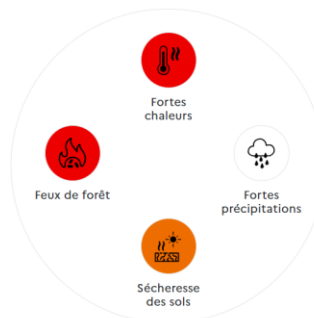 Fortes
chaleurs
Feux de forêt
Fortes
précipitations
Sécheresse
des sols